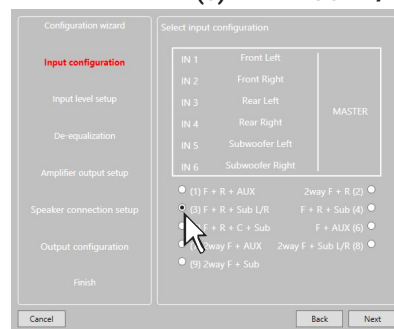 Configuration wizard
Input configuration
Input level setup
De-equalization
Amplifier output setup
Speaker connection setup
Output configuration
Finish
Select input configuration
IN 1 Front Left
IN 2 Front Right
IN 3 Rear Left
IN 4 Rear Right
IN 5 Subwoofer Left
IN 6 Subwoofer Right
MASTER
(1) F + R + AUX 2way F + R (2)
(3) F + R + Sub L/R F + R + Sub (4)
F + R + C + Sub F + AUX (6)
F + AUX 2way F + Sub L/R (8)
(9) 2way F + Sub
Cancel Back Next